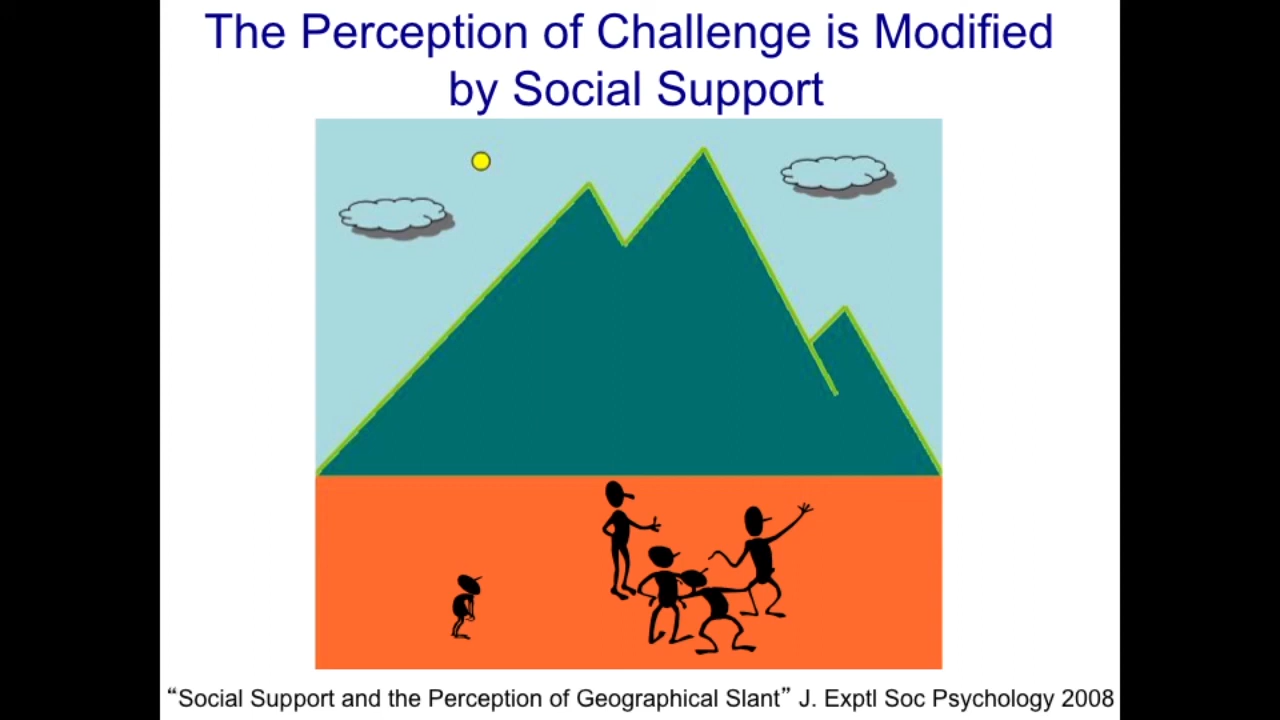 The Perception of Challenge is Modified
by Social Support
“Social Support and the Perception of Geographical Slant” J. Exptl Soc Psychology 2008